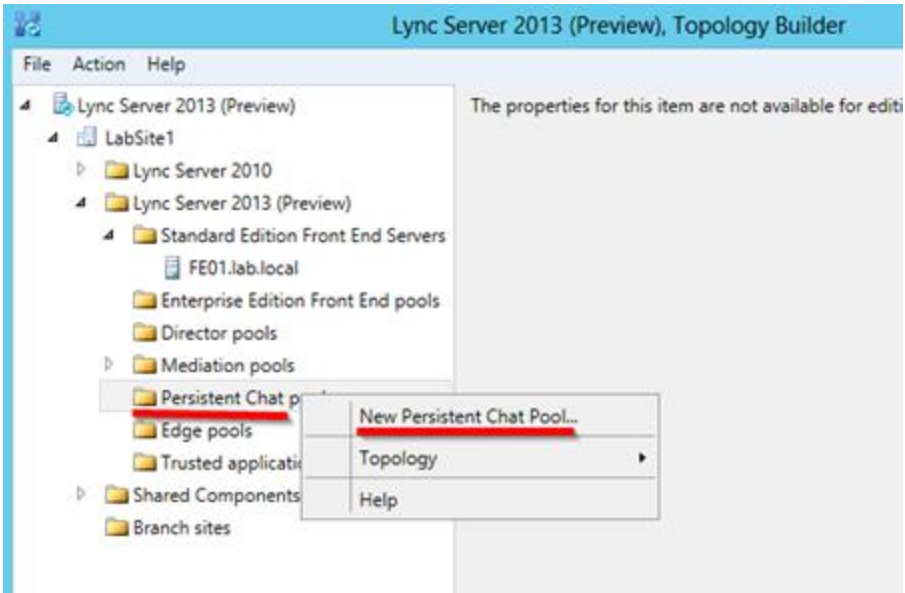 Lync Server 2013 (Preview), Topology Builder
File Action Help
Lync Server 2013 (Preview)
The properties for this item are not available for editi
LabSite1
Lync Server 2010
Lync Server 2013 (Preview)
Standard Edition Front End Servers
FE01.lab.local
Enterprise Edition Front End pools
Director pools
Mediation pools
Persistent Chat p
New Persistent Chat Pool...
Edge pools
Topology
Trusted applicati
Shared Components
Help
Branch sites